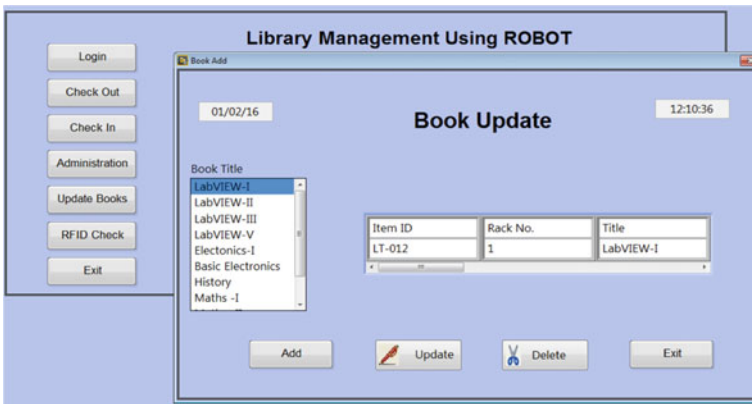 Library Management Using ROBOT
Login
Check Out
Check In
Administration
Update Books
RFID Check
Exit
Book Add
01/02/16
Book Update
12:10:36
Book Title
LabVIEW-I
LabVIEW-II
LabVIEW-III
LabVIEW-V
Electonics-I
Basic Electronics
History
Maths -I
Item ID Rack No. Title
LT-012 1 LabVIEW-I
Add Update Delete Exit